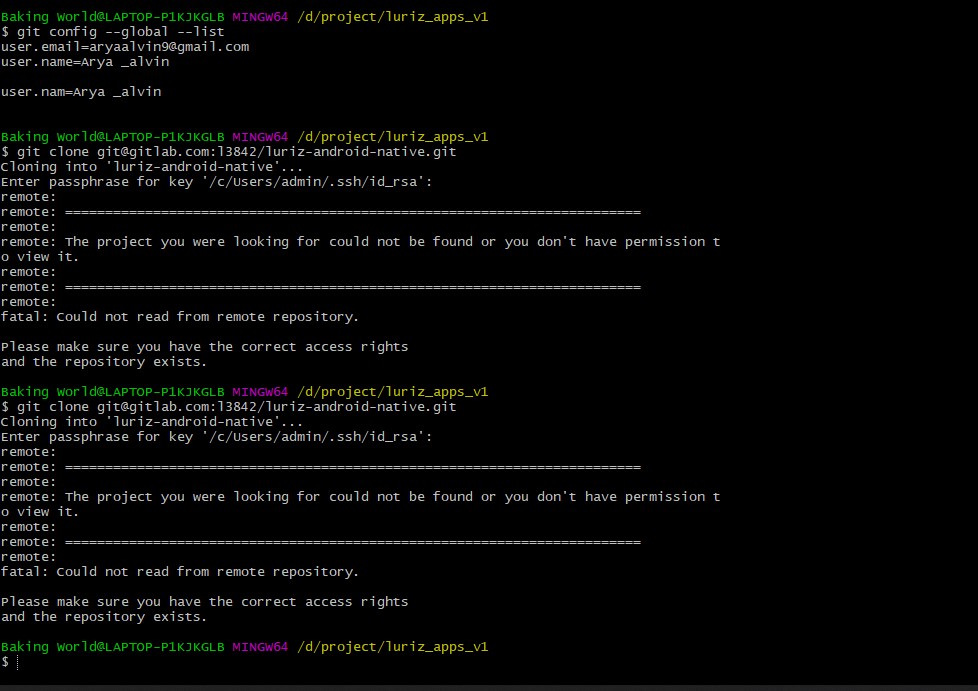 Baking World@LAPTOP-P1KJKGLB MINGW64 /d/project/luriz_apps_v1
$ git config --global --list
user.email=aryaalvin9@gmail.com
user.name=Arya _alvin
user.nam=Arya _alvin
Baking World@LAPTOP-P1KJKGLB MINGW64 /d/project/luriz_apps_v1
$ git clone git@gitlab.com:l3842/luriz-android-native.git
Cloning into 'luriz-android-native'...
Enter passphrase for key '/c/Users/admin/.ssh/id_rsa':
remote:
remote: ========================================================================
remote:
remote: The project you were looking for could not be found or you don't have permission t
o view it.
remote:
remote: ========================================================================
remote:
fatal: Could not read from remote repository.
Please make sure you have the correct access rights
and the repository exists.
Baking World@LAPTOP-P1KJKGLB MINGW64 /d/project/luriz_apps_v1
$ git clone git@gitlab.com:l3842/luriz-android-native.git
Cloning into 'luriz-android-native'...
Enter passphrase for key '/c/Users/admin/.ssh/id_rsa':
remote:
remote: ========================================================================
remote:
remote: The project you were looking for could not be found or you don't have permission t
o view it.
remote:
remote: ========================================================================
remote:
fatal: Could not read from remote repository.
Please make sure you have the correct access rights
and the repository exists.
Baking World@LAPTOP-P1KJKGLB MINGW64 /d/project/luriz_apps_v1
$